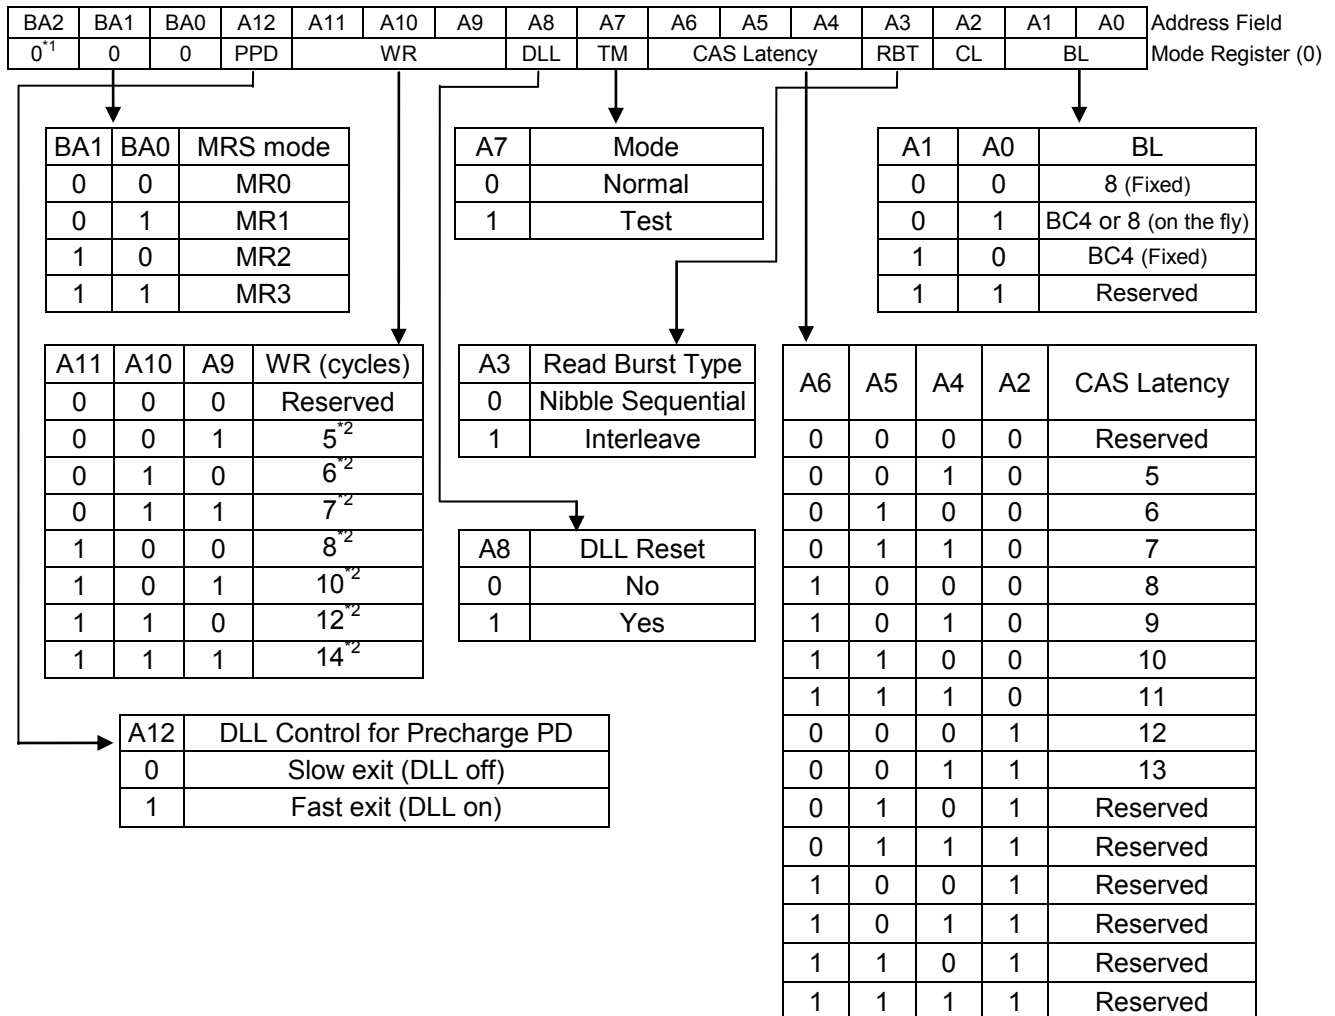 BA2 BA1 BA0 A12 A11 A10 A9 A8 A7 A6 A5 A4 A3 A2 A1 A0 Address Field
0*1 0 0 PPD WR DLL TM CAS Latency RBT CL BL Mode Register (0)
BA1 BA0 MRS mode
0 0 MR0
0 1 MR1
1 0 MR2
1 1 MR3
A7 Mode
0 Normal
1 Test
A1 A0 BL
0 0 8 (Fixed)
0 1 BC4 or 8 (on the fly)
1 0 BC4 (Fixed)
1 1 Reserved
A11 A10 A9 WR (cycles)
0 0 0 Reserved
0 0 1 5*2
0 1 0 6*2
0 1 1 7*2
1 0 0 8*2
1 0 1 10*2
1 1 0 12*2
1 1 1 14*2
A3 Read Burst Type
0 Nibble Sequential
1 Interleave
A8 DLL Reset
0 No
1 Yes
A6 A5 A4 A2 CAS Latency
0 0 0 0 Reserved
0 0 1 0 5
0 1 0 0 6
0 1 1 0 7
1 0 0 0 8
1 0 1 0 9
1 1 0 0 10
1 1 1 0 11
0 0 0 1 12
0 0 1 1 13
0 1 0 1 Reserved
0 1 1 1 Reserved
1 0 0 1 Reserved
1 0 1 1 Reserved
1 1 0 1 Reserved
1 1 1 1 Reserved
A12 DLL Control for Precharge PD
0 Slow exit (DLL off)
1 Fast exit (DLL on)